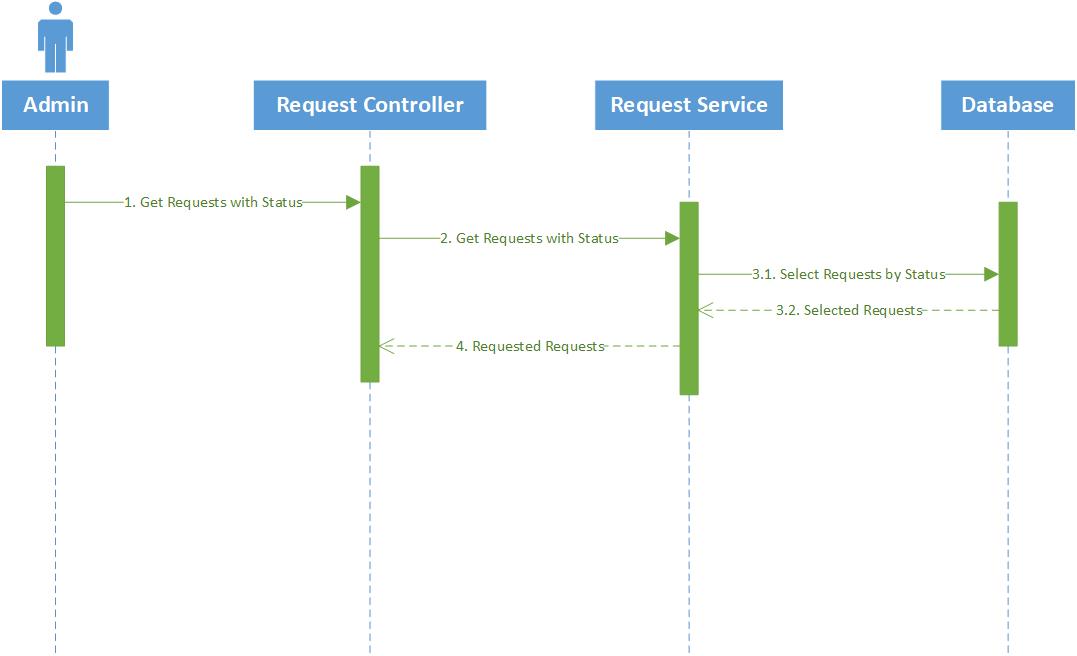 Admin
Request Controller
Request Service
Database
1. Get Requests with Status
2. Get Requests with Status
3.1. Select Requests by Status
3.2. Selected Requests
4. Requested Requests